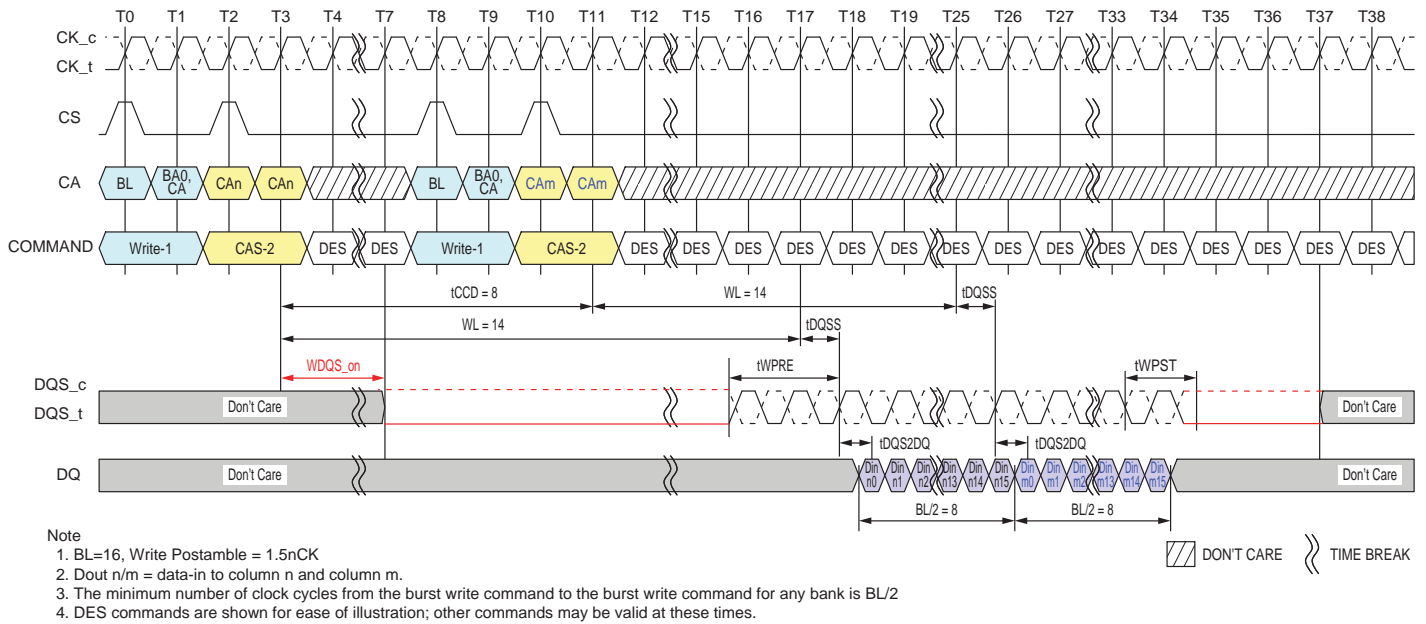 T0 T1 T2 T3 T4 T7 T8 T9 T10 T11 T12 T15 T16 T17 T18 T19 T25 T26 T27 T33 T34 T35 T36 T37 T38
CK_c
CK_t
CS
CA BL BA0, CA CAn CAn BL BA0, CA CAm CAm
COMMAND Write-1 CAS-2 DES DES Write-1 CAS-2 DES DES DES DES DES DES DES DES DES DES DES DES DES DES DES
tCCD = 8 WL = 14 tDQSS
WL = 14 tDQSS
WDQS_on tWPRE tWPST
DQS_c
DQS_t
Don't Care Don't Care
tDQS2DQ tDQS2DQ
DQ Don't Care Din n0 Din n1 Din n2 Din n13 Din n14 Din n15 Din m0 Din m1 Din m2 Din m13 Din m14 Din m15 Don't Care
BL/2 = 8 BL/2 = 8
Note
1. BL=16, Write Postamble = 1.5nCK
2. Dout n/m = data-in to column n and column m.
3. The minimum number of clock cycles from the burst write command to the burst write command for any bank is BL/2
4. DES commands are shown for ease of illustration; other commands may be valid at these times.
DON'T CARE TIME BREAK